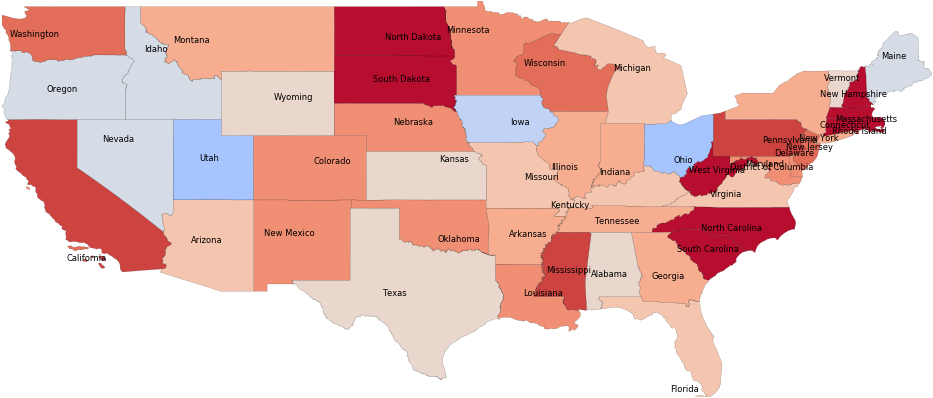 Washington
Montana
North Dakota
Minnesota
Idaho
Maine
Oregon
Wyoming
South Dakota
Wisconsin
Michigan
Vermont
New Hampshire
Nebraska
Iowa
Massachusetts
Connecticut
Rhode Island
Nevada
New York
Pennsylvania
New Jersey
Utah
Colorado
Kansas
Illinois
Indiana
Ohio
Delaware
Maryland
District of Columbia
West Virginia
Missouri
Virginia
Kentucky
California
Arizona
New Mexico
Oklahoma
Arkansas
Tennessee
North Carolina
South Carolina
Texas
Louisiana
Mississippi
Alabama
Georgia
Florida